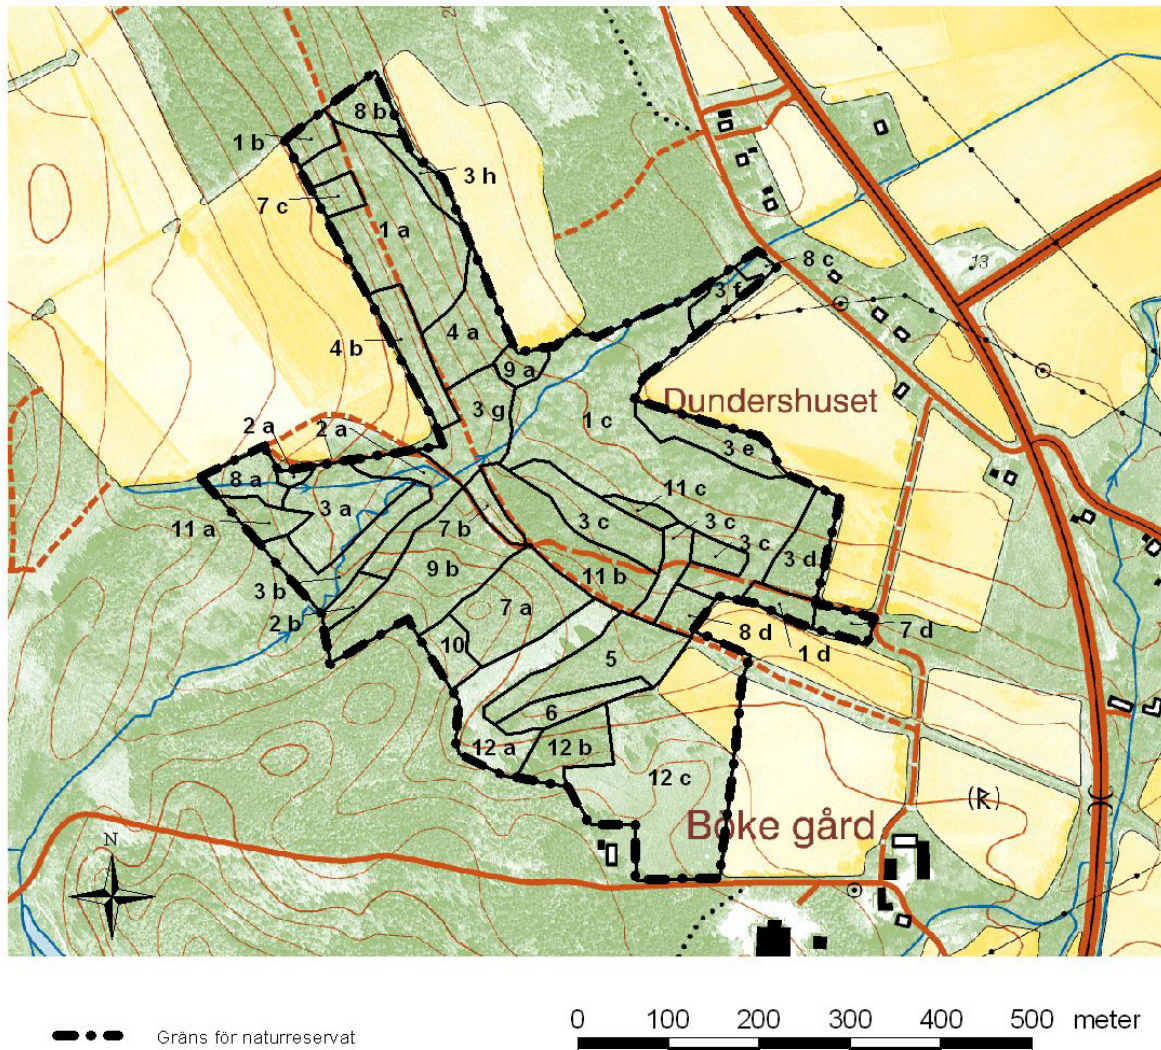 20
8 b
1 b
3 h
7 c
1 a
13
8 c
3 f
4 a
4 b
9 a
Dundershuset
3 g
1 c
2 a
2 a
3 e
8 a
3 a
11 c
11 a
7 b
3 c
3 c
3 c
3 d
9 b
11 b
3 b
2 b
7 a
8 d
7 d
10
5
1 d
6
12 a
12 b
12 c
(ᚱ)
Böke gård
N
0 100 200 300 400 500 meter
Gräns för naturreservat